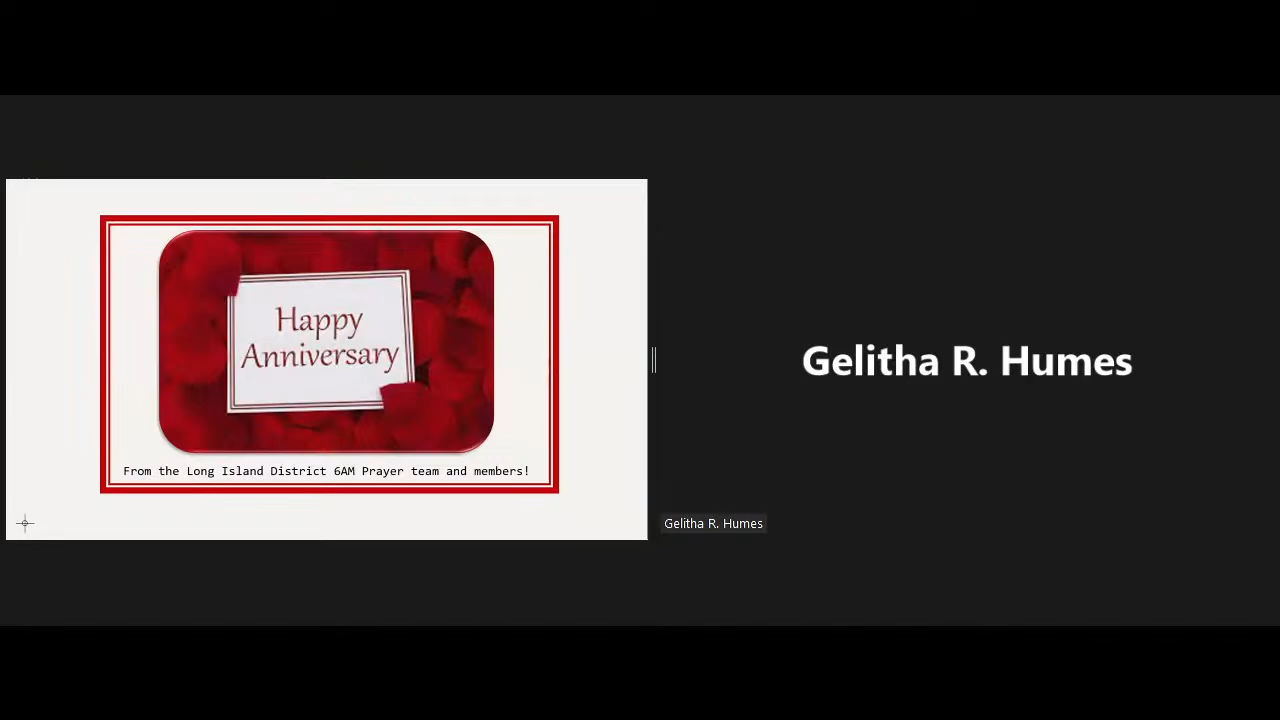 Happy
Anniversary
From the Long Island District 6AM Prayer team and members!
Gelitha R. Humes
Gelitha R. Humes